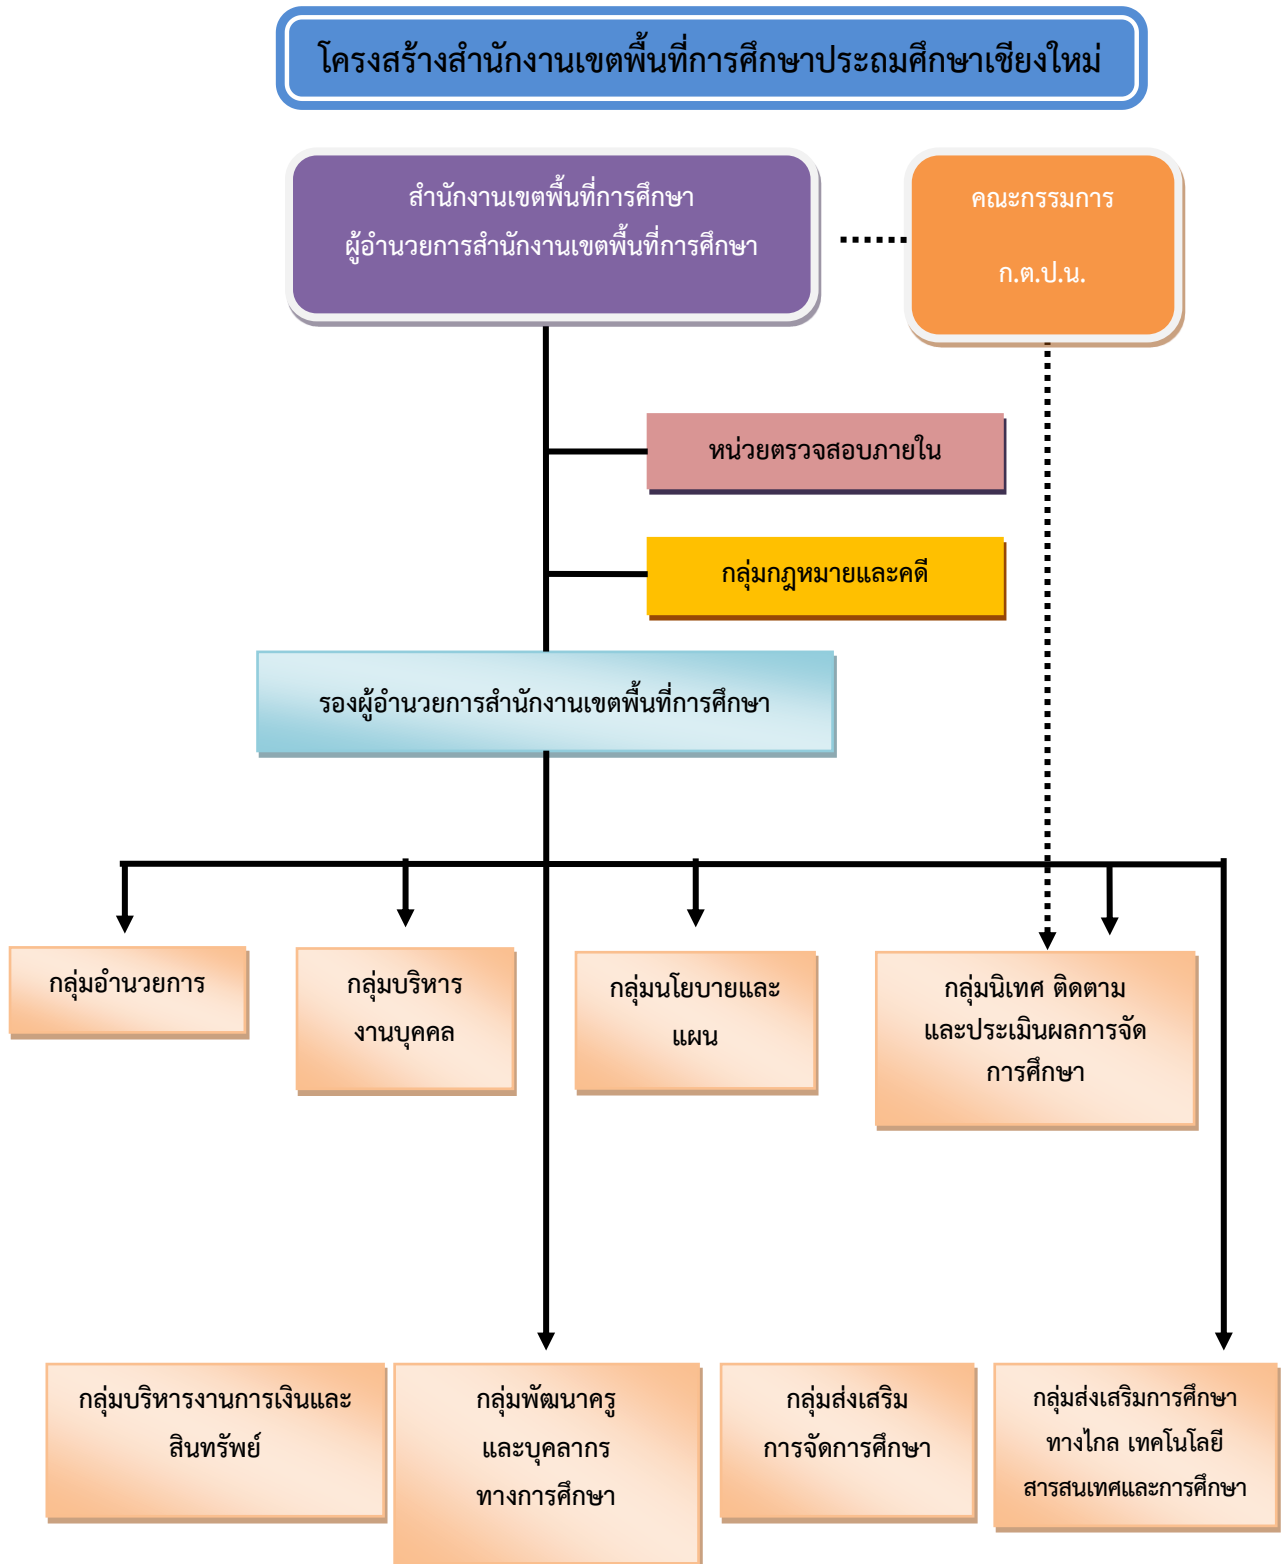 โครงสร้างสำนักงานเขตพื้นที่การศึกษาประถมศึกษาเชียงใหม่
สำนักงานเขตพื้นที่การศึกษา
ผู้อำนวยการสำนักงานเขตพื้นที่การศึกษา
คณะกรรมการ
ก.ต.ป.น.
หน่วยตรวจสอบภายใน
กลุ่มกฎหมายและคดี
รองผู้อำนวยการสำนักงานเขตพื้นที่การศึกษา
กลุ่มอำนวยการ
กลุ่มบริหาร
งานบุคคล
กลุ่มนโยบายและ
แผน
กลุ่มนิเทศ ติดตาม
และประเมินผลการจัด
การศึกษา
กลุ่มบริหารงานการเงินและ
สินทรัพย์
กลุ่มพัฒนาครู
และบุคลากร
ทางการศึกษา
กลุ่มส่งเสริม
การจัดการศึกษา
กลุ่มส่งเสริมการศึกษา
ทางไกล เทคโนโลยี
สารสนเทศและการศึกษา